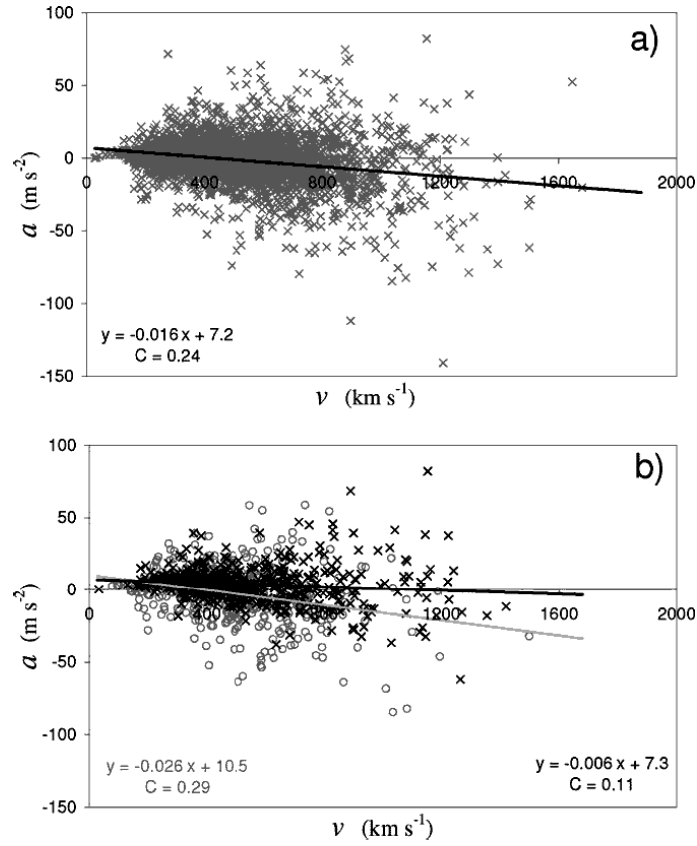 a)
100
50
0
-50
-100
-150
0
400
800
1200
1600
2000
a (m s⁻²)
y = -0.016 x + 7.2
C = 0.24
v (km s⁻¹)
b)
100
50
0
-50
-100
-150
0
400
800
1200
1600
2000
a (m s⁻²)
y = -0.026 x + 10.5
C = 0.29
y = -0.006 x + 7.3
C = 0.11
v (km s⁻¹)